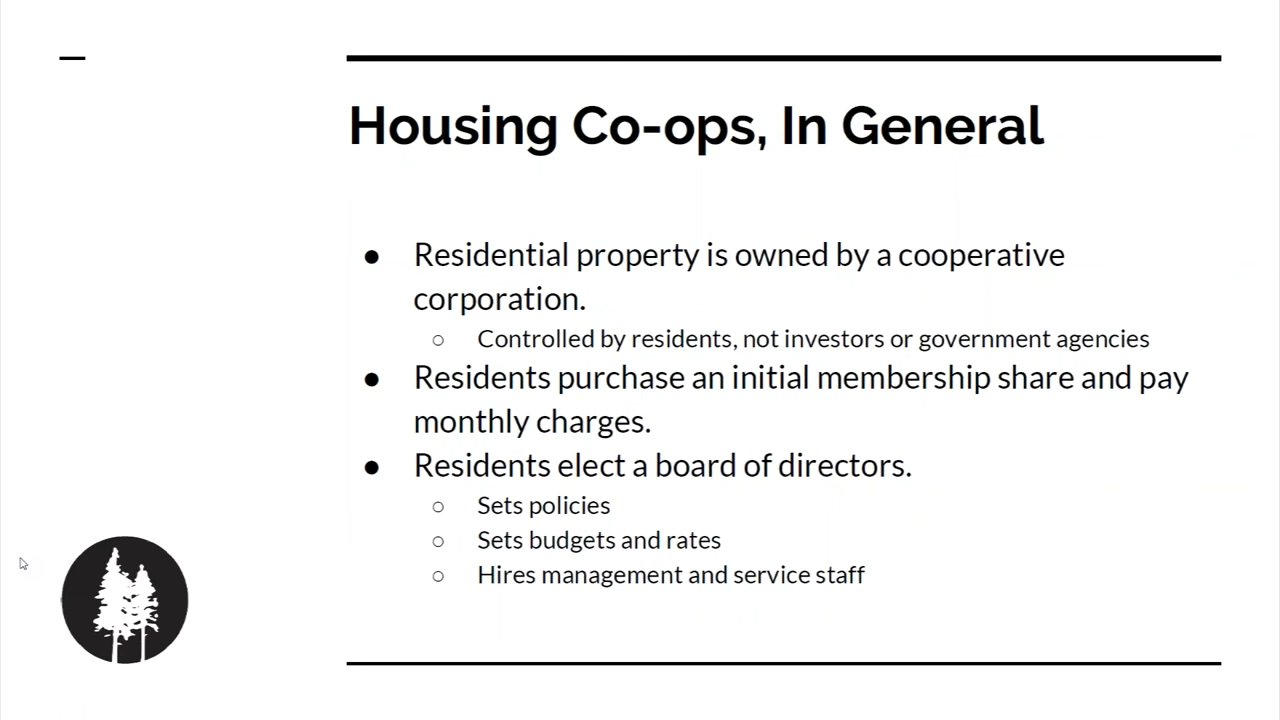 Housing Co-ops, In General
● Residential property is owned by a cooperative
corporation.
○ Controlled by residents, not investors or government agencies
● Residents purchase an initial membership share and pay
monthly charges.
● Residents elect a board of directors.
○ Sets policies
○ Sets budgets and rates
○ Hires management and service staff